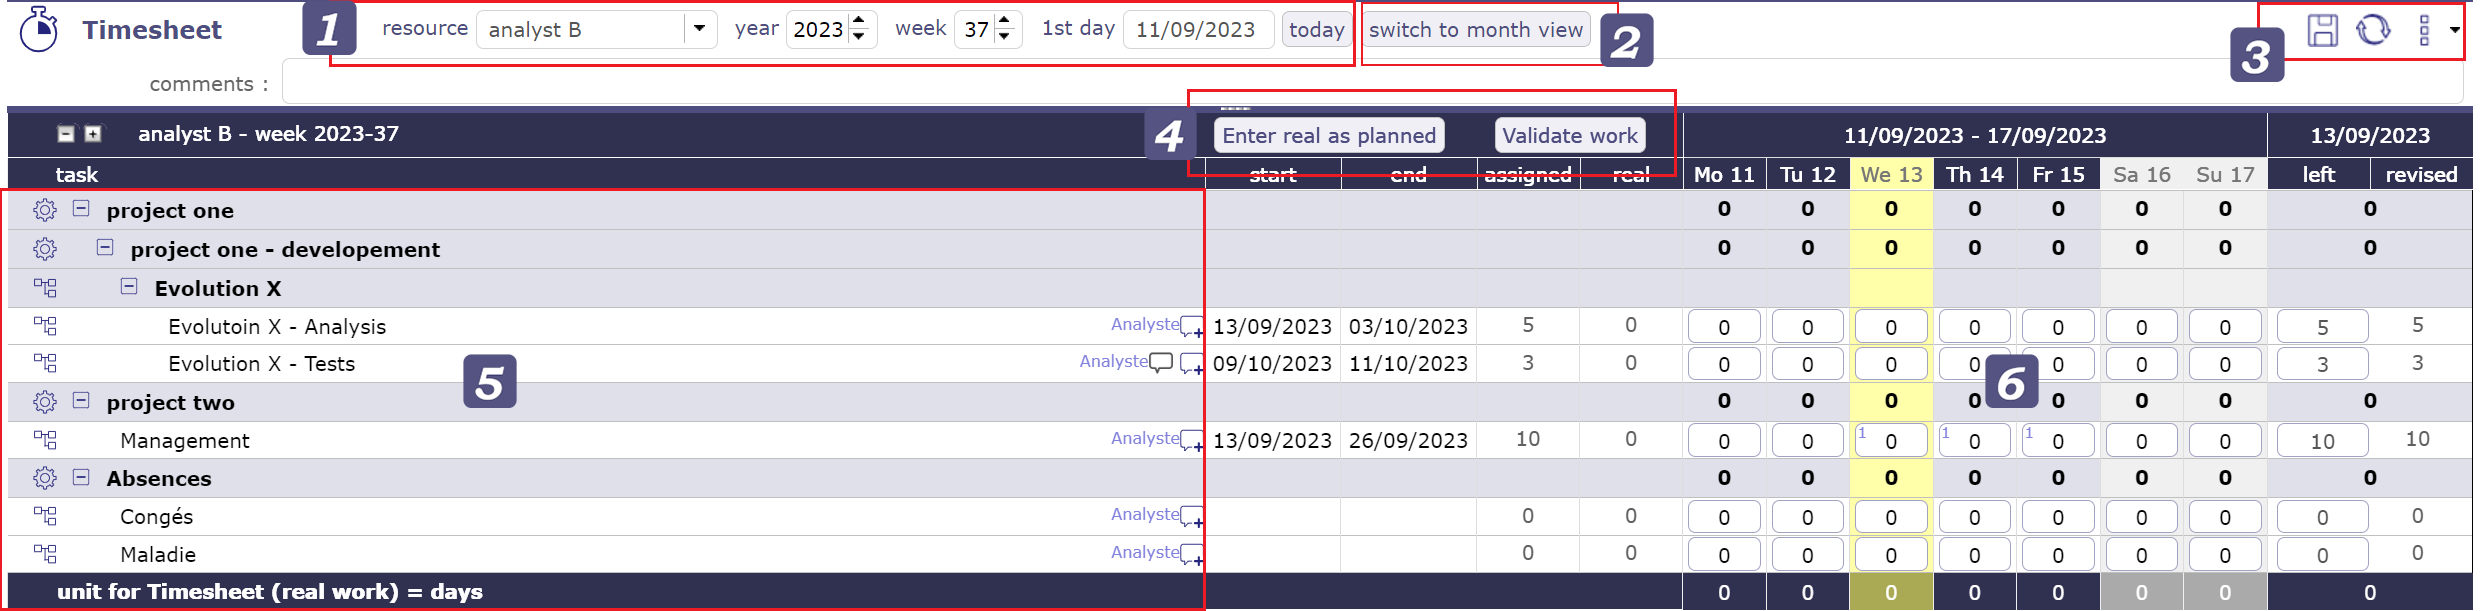 Timesheet 1 resource analyst B year 2023 week 37 1st day 11/09/2023 today switch to month view 2 3
comments :
analyst B - week 2023-37 4 Enter real as planned Validate work 11/09/2023 - 17/09/2023 13/09/2023
task start end assigned real Mo 11 Tu 12 We 13 Th 14 Fr 15 Sa 16 Su 17 left revised
project one 0 0 0 0 0 0 0 0
project one - developement 0 0 0 0 0 0 0 0
Evolution X
Evolutoin X - Analysis Analyste 13/09/2023 03/10/2023 5 0 0 0 0 0 0 0 0 5 5
Evolution X - Tests 5 Analyste 09/10/2023 11/10/2023 3 0 0 0 0 0 6 0 0 0 3 3
project two 0 0 0 0 0 0 0 0
Management Analyste 13/09/2023 26/09/2023 10 0 0 0 1 0 1 0 1 0 0 0 10 10
Absences 0 0 0 0 0 0 0 0
Congés Analyste 0 0 0 0 0 0 0 0 0 0 0
Maladie Analyste 0 0 0 0 0 0 0 0 0 0 0
unit for Timesheet (real work) = days 0 0 0 0 0 0 0 0